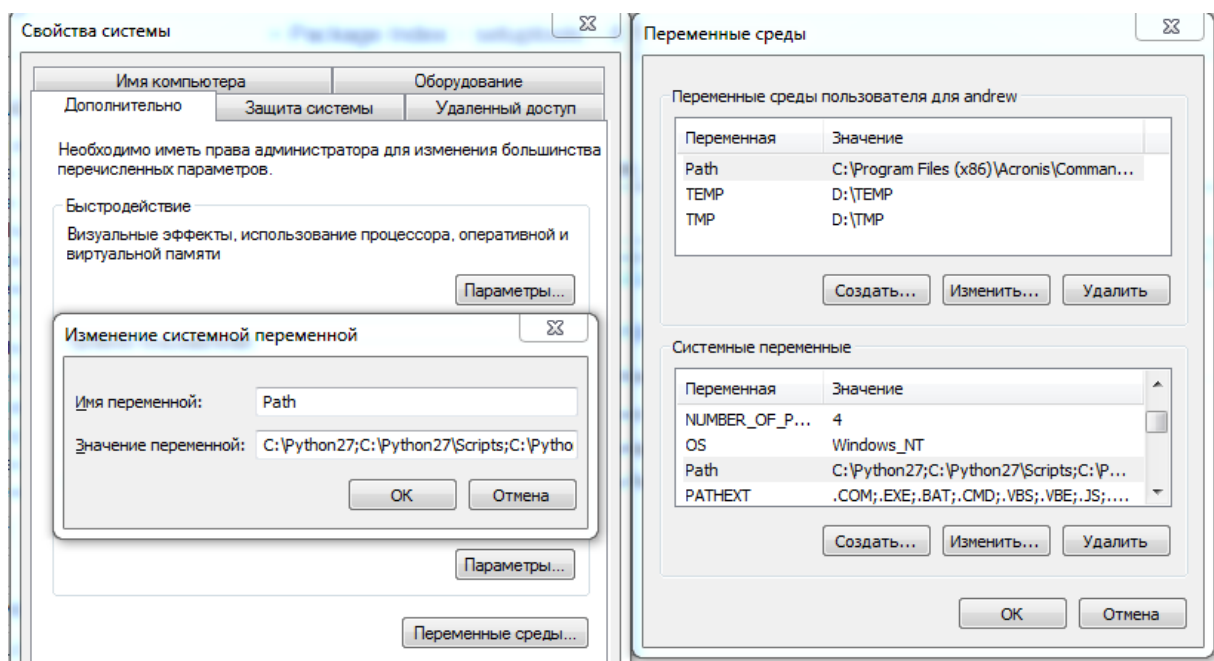 Свойства системы
Package Index
Имя компьютера
Оборудование
Дополнительно
Защита системы
Удаленный доступ
Необходимо иметь права администратора для изменения большинства
перечисленных параметров.
Быстродействие
Визуальные эффекты, использование процессора, оперативной и
виртуальной памяти
Параметры...
Изменение системной переменной
Имя переменной:
Path
Значение переменной:
C:\Python27;C:\Python27\Scripts;C:\Pytho
OK
Отмена
Параметры...
Переменные среды...
Переменные среды
Переменные среды пользователя для andrew
Переменная
Значение
Path
C:\Program Files (x86)\Acronis\Comman...
TEMP
D:\TEMP
TMP
D:\TMP
Создать...
Изменить...
Удалить
Системные переменные
Переменная
Значение
NUMBER_OF_P...
4
OS
Windows_NT
Path
C:\Python27;C:\Python27\Scripts;C:\P...
PATHEXT
.COM;.EXE;.BAT;.CMD;.VBS;.VBE;.JS;....
Создать...
Изменить...
Удалить
OK
Отмена